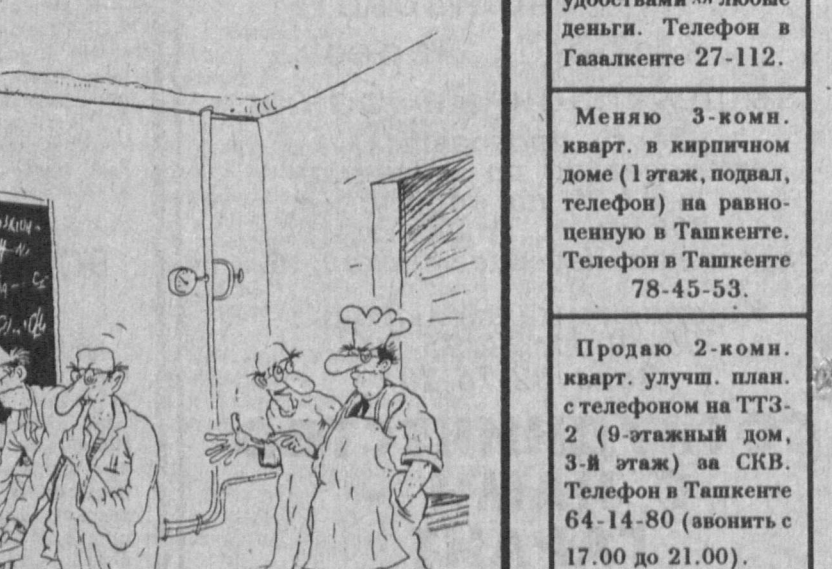 удобствами любые
деньги. Телефон в
Газалкенте 27-112.
Меняю 3-комн.
кварт. в кирпичном
доме (1 этаж, подвал,
телефон) на равно-
ценную в Ташкенте.
Телефон в Ташкенте
78-45-53.
Продаю 2-комн.
кварт. улучш. план.
с телефоном на ТТЗ-
2 (9-этажный дом,
3-й этаж) за СКВ.
Телефон в Ташкенте
64-14-80 (звонить с
17.00 до 21.00).